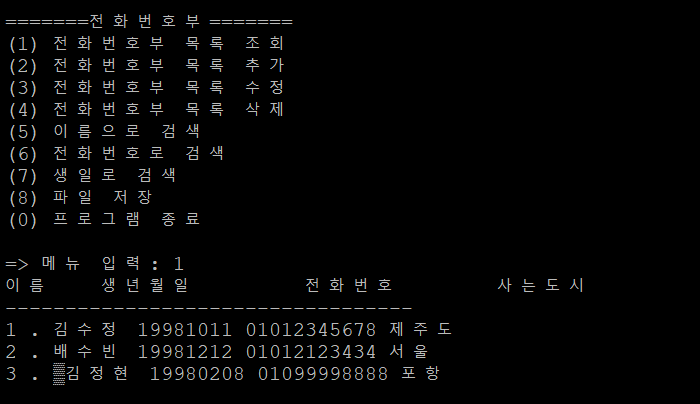 =======전화번호부=======
(1) 전화번호부 목록 조회
(2) 전화번호부 목록 추가
(3) 전화번호부 목록 수정
(4) 전화번호부 목록 삭제
(5) 이름으로 검색
(6) 전화번호로 검색
(7) 생일로 검색
(8) 파일 저장
(0) 프로그램 종료
=> 메뉴 입력: 1
이름 생년월일 전화번호 사는도시
-----------------------------------
1 . 김수정 19981011 01012345678 제주도
2 . 배수빈 19981212 01012123434 서울
3 . ▒김정현 19980208 01099998888 포항